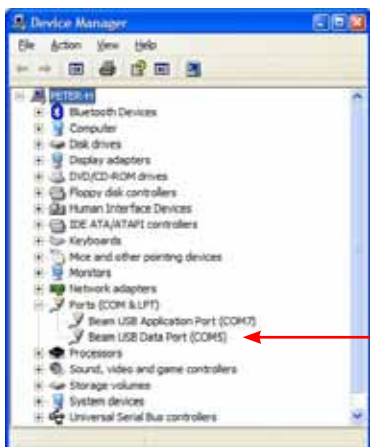 Device Manager
File Action View Help
PETER-H
Bluetooth Devices
Computer
Disk drives
Display adapters
DVD/CD-ROM drives
Floppy disk controllers
Human Interface Devices
IDE ATA/ATAPI controllers
Keyboards
Mice and other pointing devices
Monitors
Network adapters
Ports (COM & LPT)
Beam USB Application Port (COM7)
Beam USB Data Port (COM5)
Processors
Sound, video and game controllers
Storage volumes
System devices
Universal Serial Bus controllers